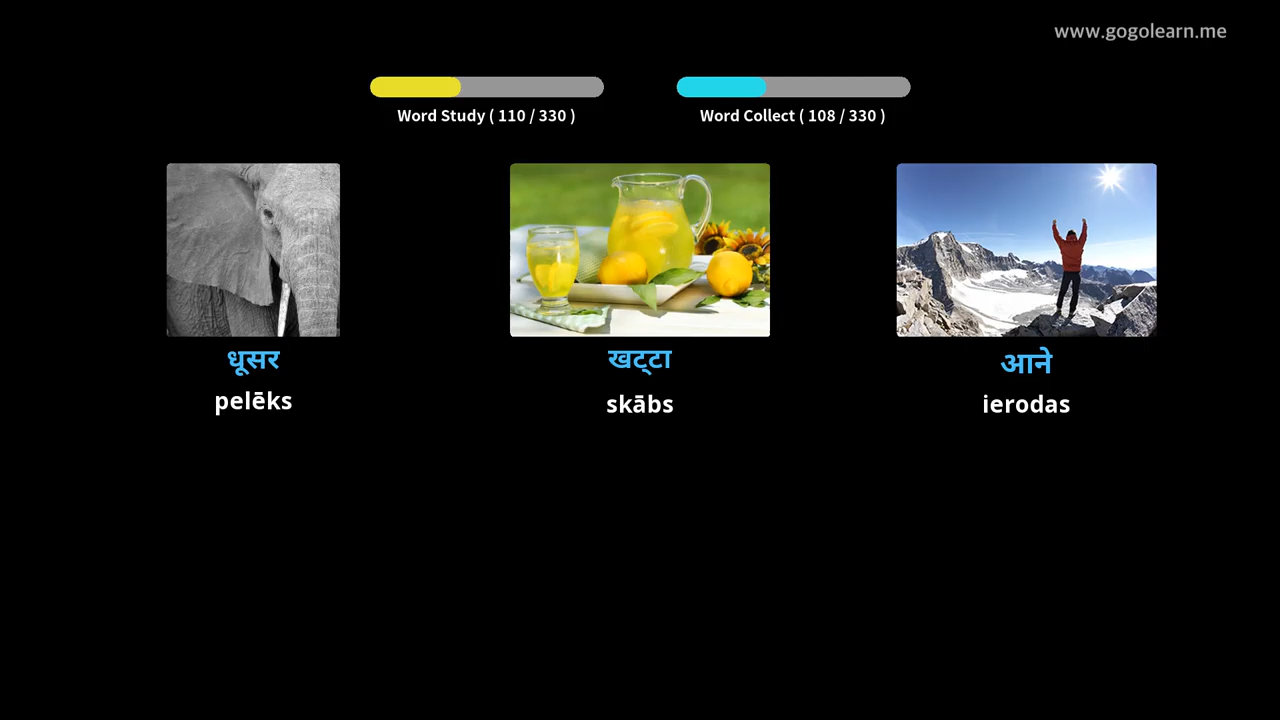 www.gogolearn.me
Word Study ( 110 / 330 )
Word Collect ( 108 / 330 )
धूसर
खट्टा
आने
pelēks
skābs
ierodas